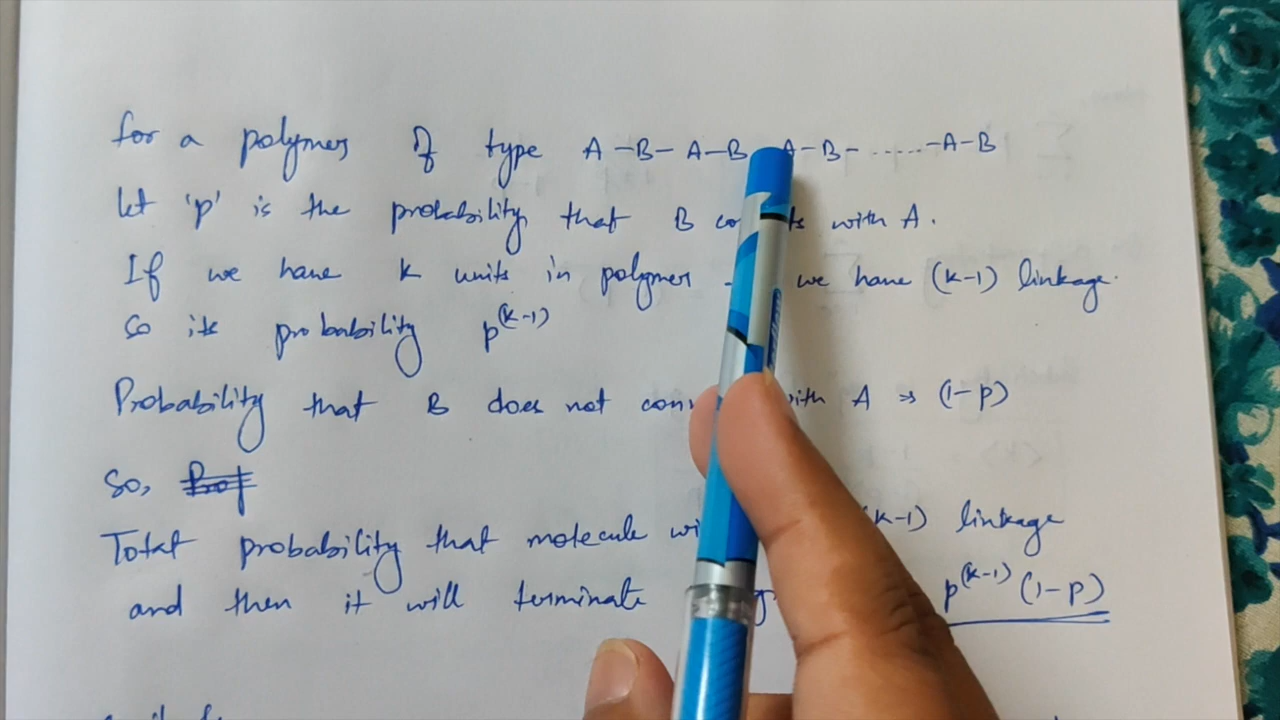 for a polymer of type A-B-A-B A-B-......-A-B
let 'p' is the probability that B with A.
If we have k units in polymer - we have (k-1) linkage.
So its probability p^(k-1)
Probability that B does not with A ⇒ (1-p)
So,
Total probability that molecule (k-1) linkage
and then it will terminate p^(k-1) (1-p)